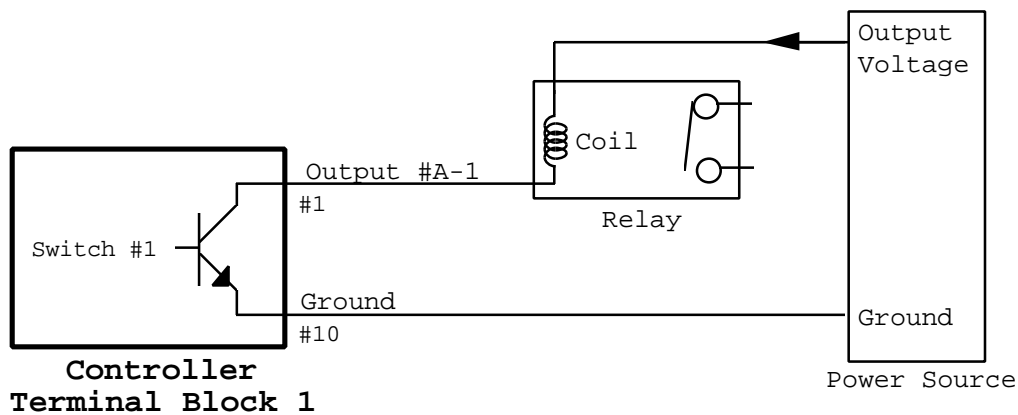 Output
Voltage
Coil
Output #A-1
#1
Relay
Switch #1
Ground
#10
Ground
Controller
Terminal Block 1
Power Source